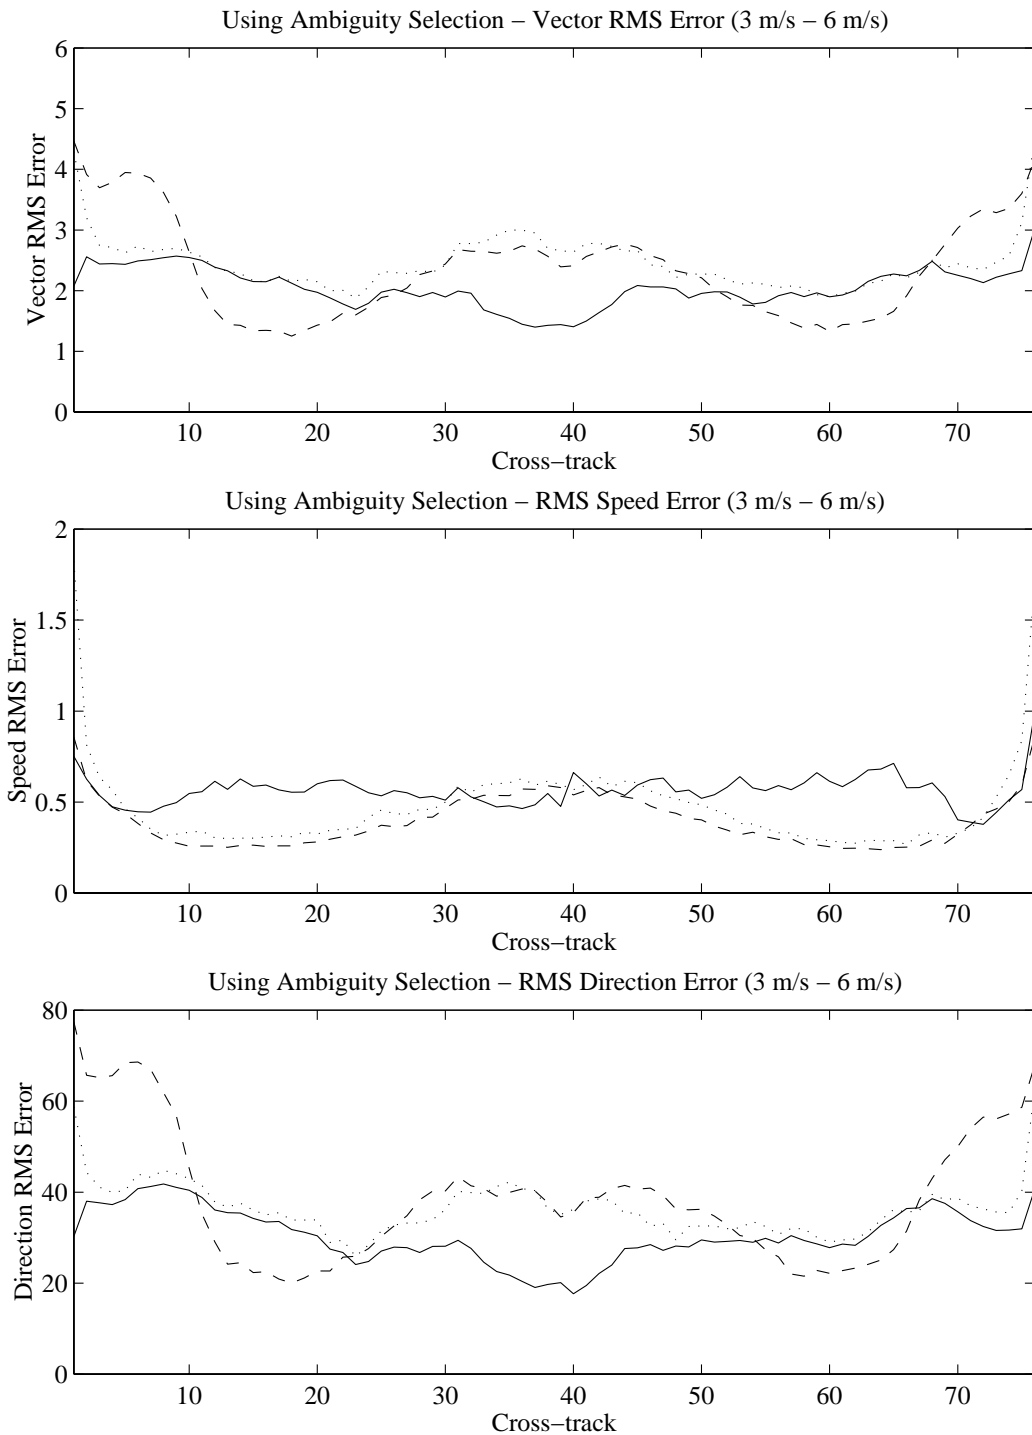 Using Ambiguity Selection − Vector RMS Error (3 m/s − 6 m/s)
6
5
4
3
2
1
0
Vector RMS Error
10 20 30 40 50 60 70
Cross−track
Using Ambiguity Selection − RMS Speed Error (3 m/s − 6 m/s)
2
1.5
1
0.5
0
Speed RMS Error
10 20 30 40 50 60 70
Cross−track
Using Ambiguity Selection − RMS Direction Error (3 m/s − 6 m/s)
80
60
40
20
0
Direction RMS Error
10 20 30 40 50 60 70
Cross−track